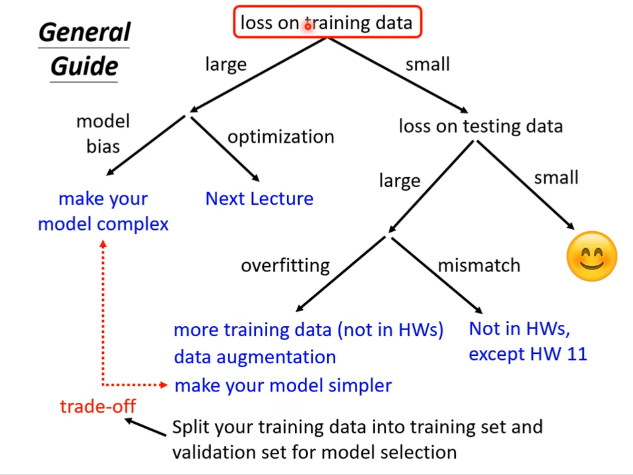 General
Guide
loss on training data
large
small
model
bias
optimization
loss on testing data
make your
model complex
Next Lecture
large
small
overfitting
mismatch
more training data (not in HWs)
data augmentation
make your model simpler
Not in HWs,
except HW 11
trade-off
Split your training data into training set and
validation set for model selection